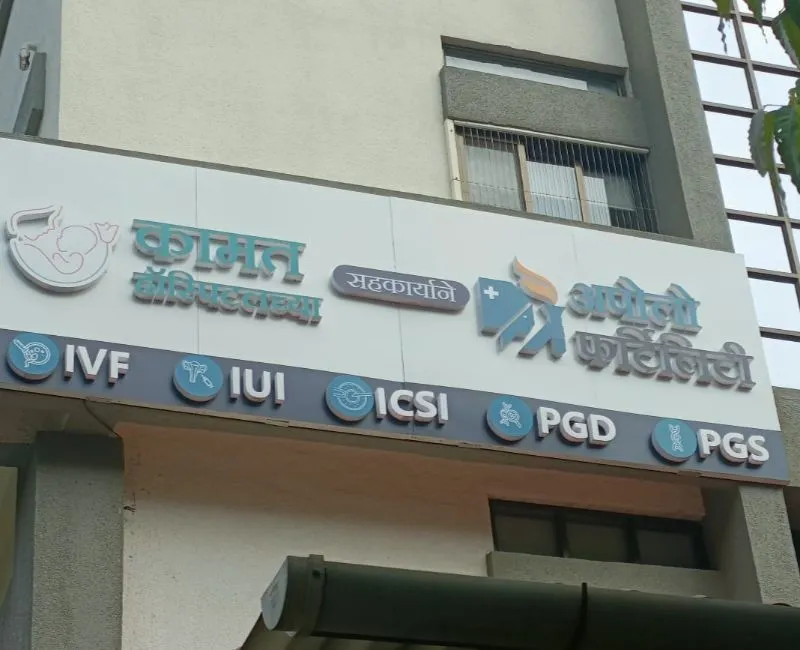 कामत
हॉस्पिटलच्या
सहकार्याने
अपोलो
फर्टिलिटी
IVF IUI ICSI PGD PGS